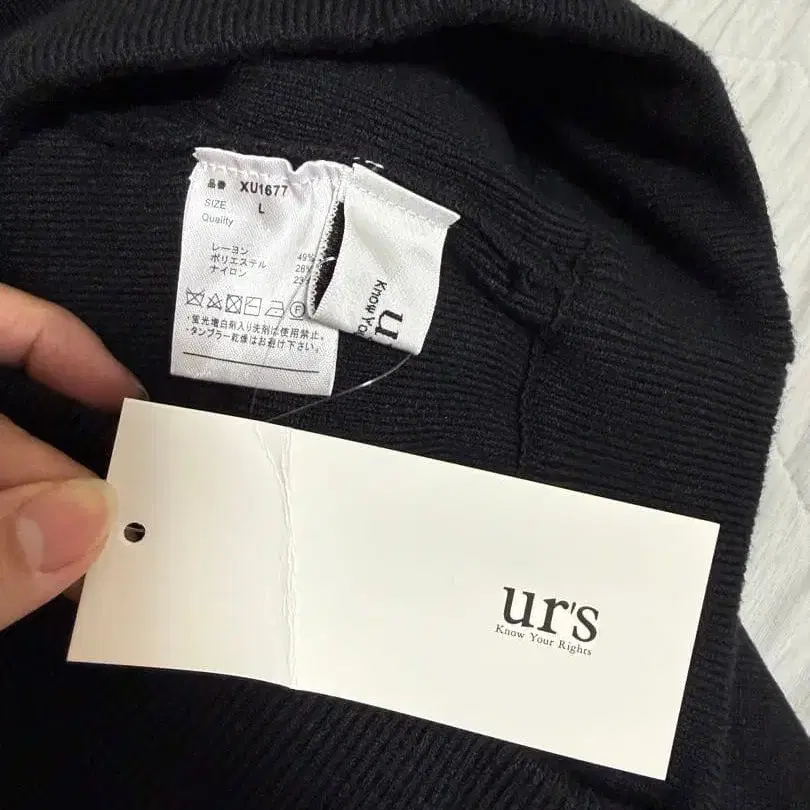 品番 XU1677
SIZE L
Quality
レーヨン 49%
ポリエステル 28%
ナイロン 23%
・蛍光増白剤入り洗剤は使用禁止。
・タンブラー乾燥はお避け下さい。
u
Know Yo
ur's
Know Your Rights